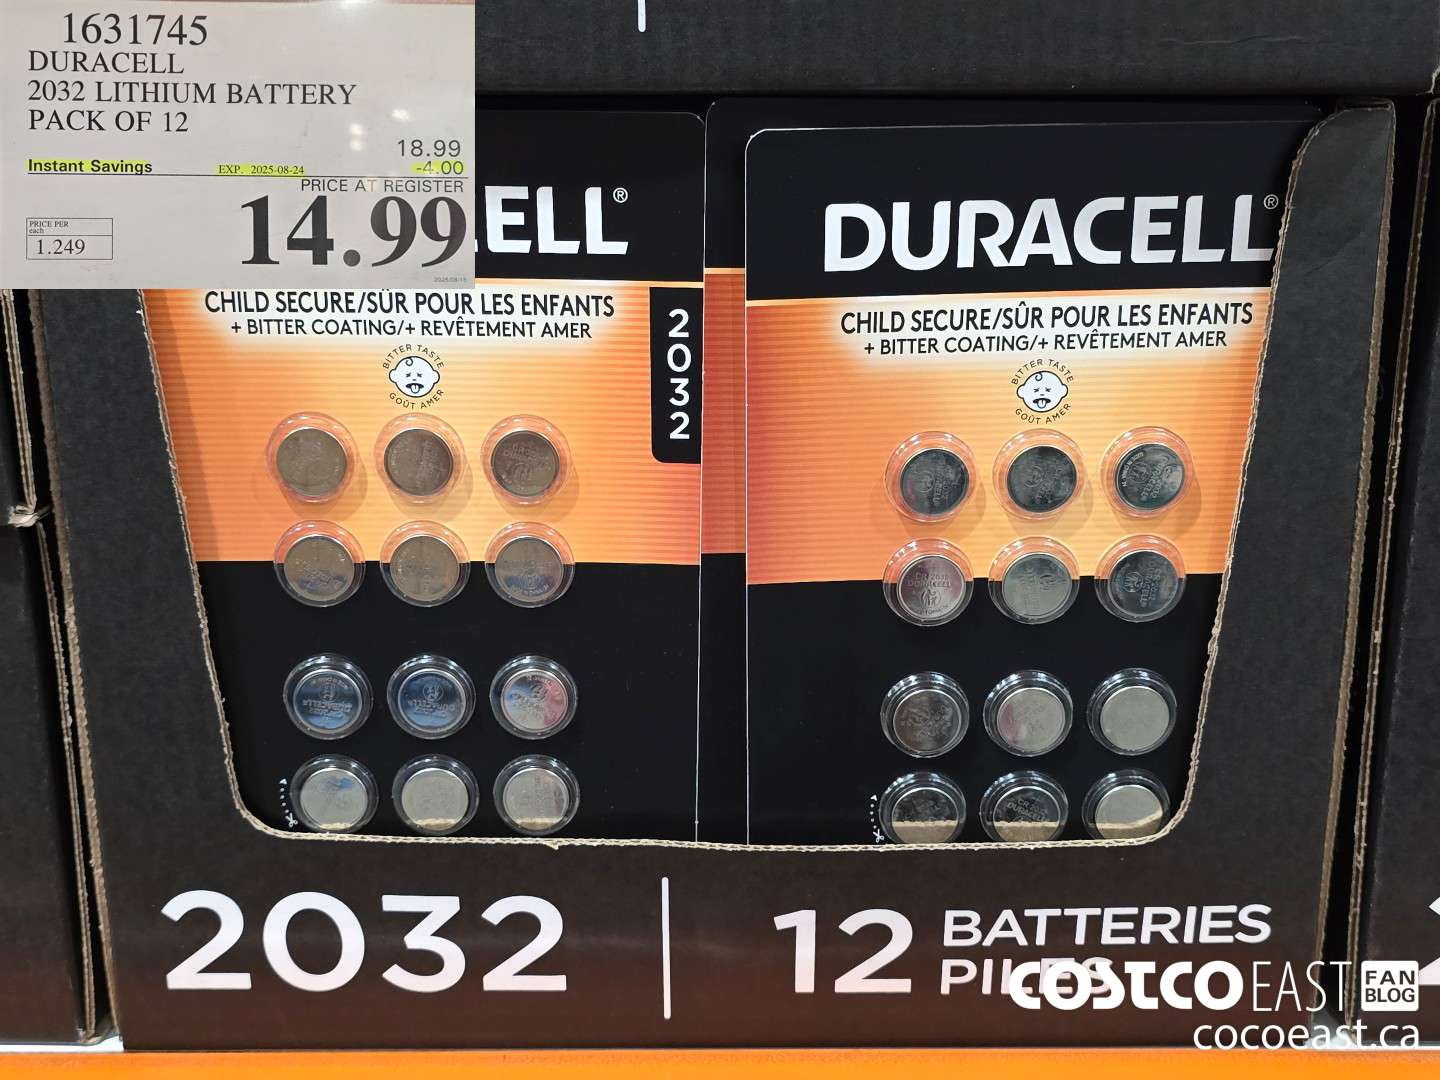 1631745
DURACELL
2032 LITHIUM BATTERY
PACK OF 12
18.99
Instant Savings EXP. 2025-08-24 -4.00
PRICE AT REGISTER
PRICE PER
each
1.249
14.99
ELL®
CHILD SECURE/SÛR POUR LES ENFANTS
+ BITTER COATING/+ REVÊTEMENT AMER
BITTER TASTE
GOÛT AMER
2032
DURACELL®
CHILD SECURE/SÛR POUR LES ENFANTS
+ BITTER COATING/+ REVÊTEMENT AMER
BITTER TASTE
GOÛT AMER
2032
12 BATTERIES
PILES
COSTCO EAST FAN BLOG
cocoeast.ca